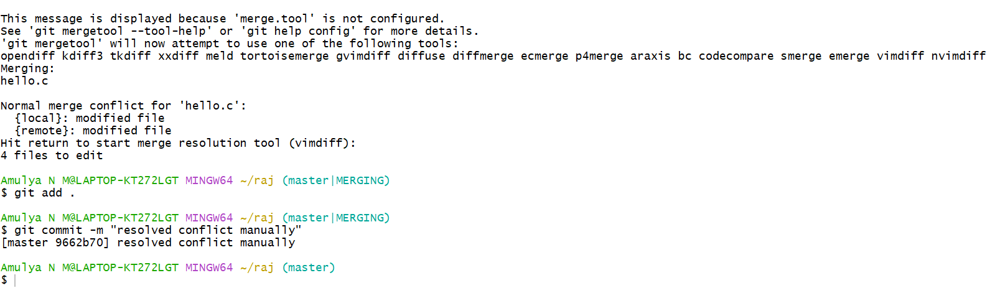 This message is displayed because 'merge.tool' is not configured.
See 'git mergetool --tool-help' or 'git help config' for more details.
'git mergetool' will now attempt to use one of the following tools:
opendiff kdiff3 tkdiff xxdiff meld tortoisemerge gvimdiff diffuse diffmerge ecmerge p4merge araxis bc codecompare smerge emerge vimdiff nvimdiff
Merging:
hello.c

Normal merge conflict for 'hello.c':
  {local}: modified file
  {remote}: modified file
Hit return to start merge resolution tool (vimdiff):
4 files to edit

Amulya N M@LAPTOP-KT272LGT MINGW64 ~/raj (master|MERGING)
$ git add .

Amulya N M@LAPTOP-KT272LGT MINGW64 ~/raj (master|MERGING)
$ git commit -m "resolved conflict manually"
[master 9662b70] resolved conflict manually

Amulya N M@LAPTOP-KT272LGT MINGW64 ~/raj (master)
$